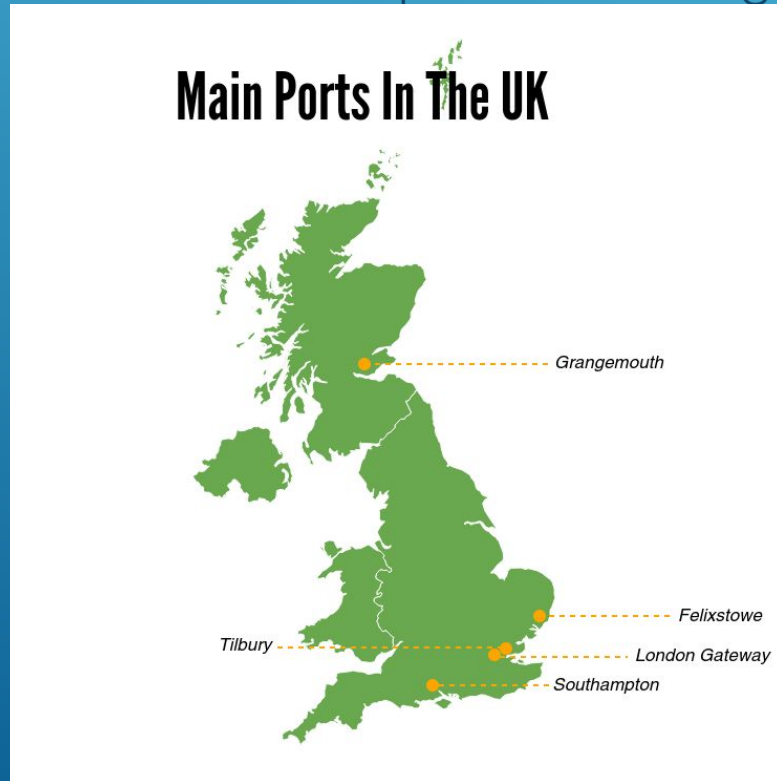 Main Ports In The UK
Grangemouth
Felixstowe
Tilbury
London Gateway
Southampton